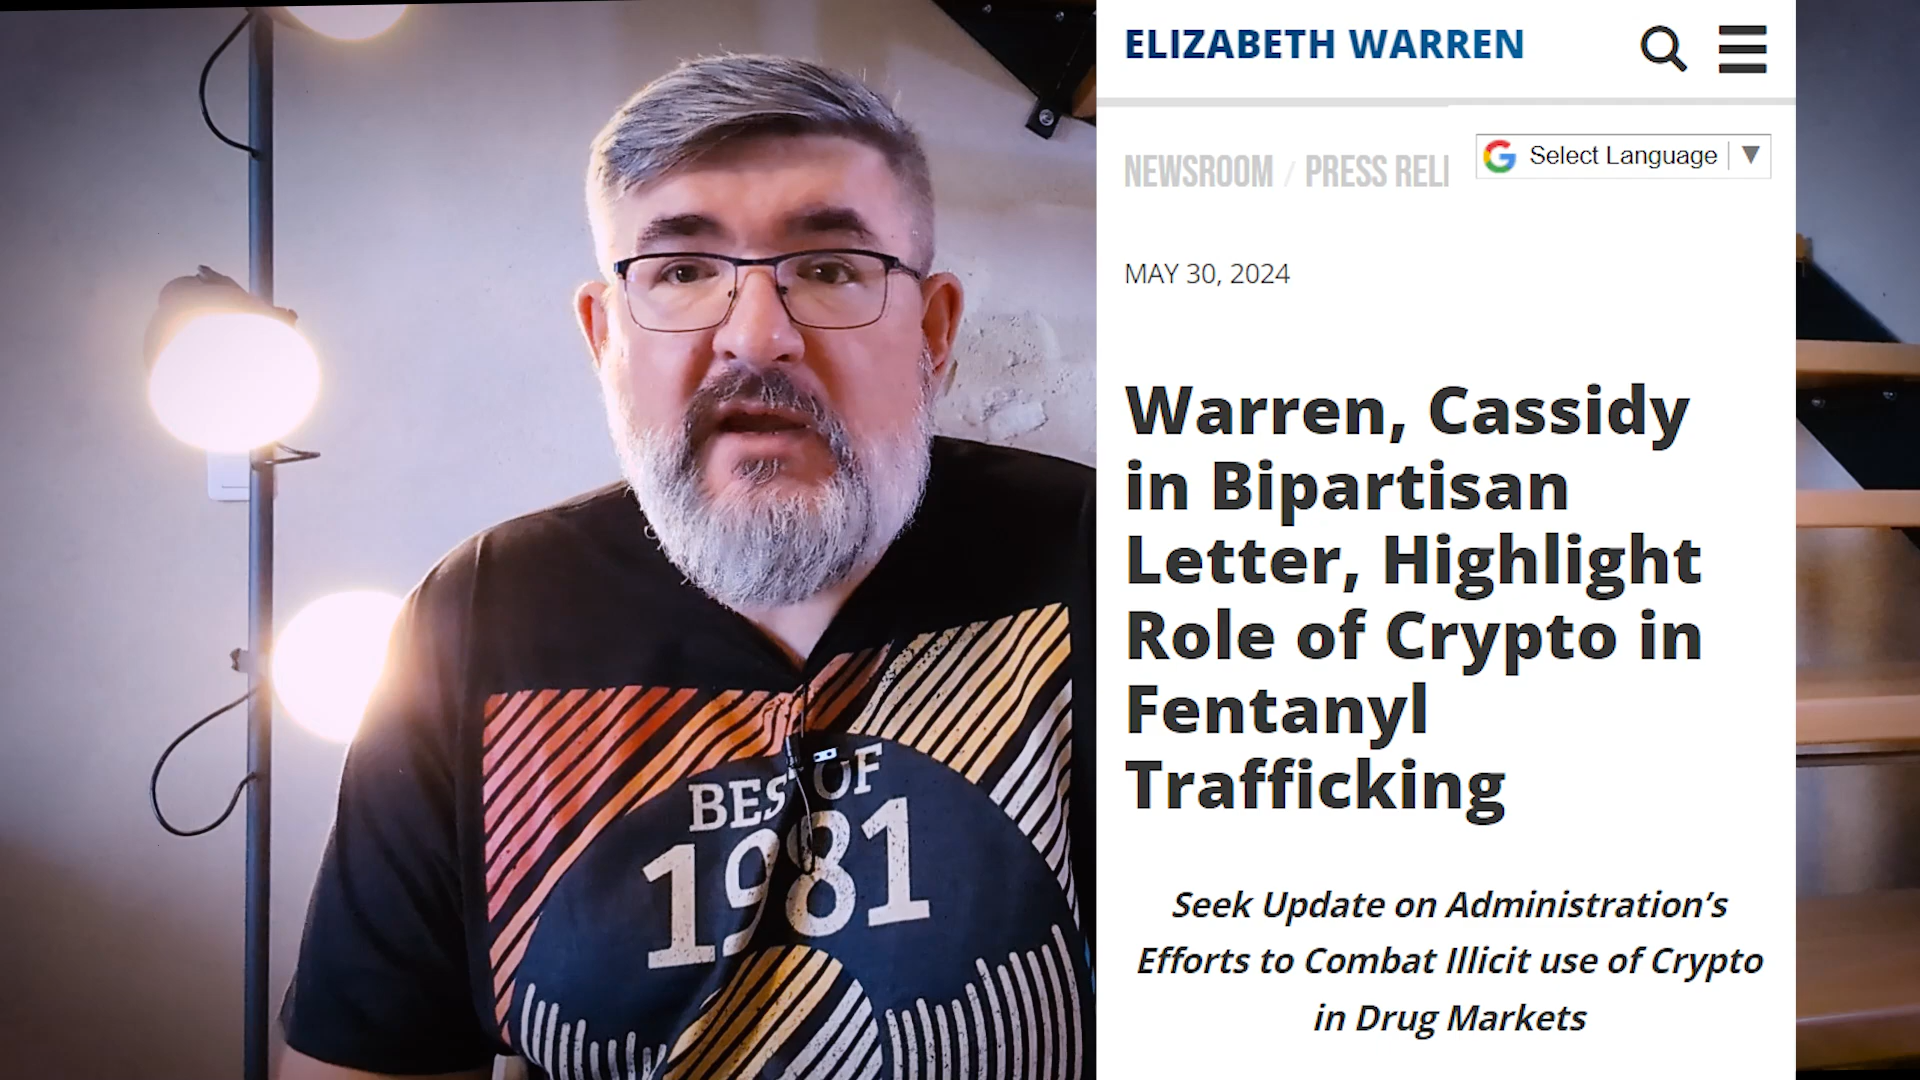 ELIZABETH WARREN
NEWSROOM / PRESS RELE
Select Language ▼
MAY 30, 2024
Warren, Cassidy
in Bipartisan
Letter, Highlight
Role of Crypto in
Fentanyl
Trafficking
Seek Update on Administration’s
Efforts to Combat Illicit use of Crypto
in Drug Markets
BEST OF
1981